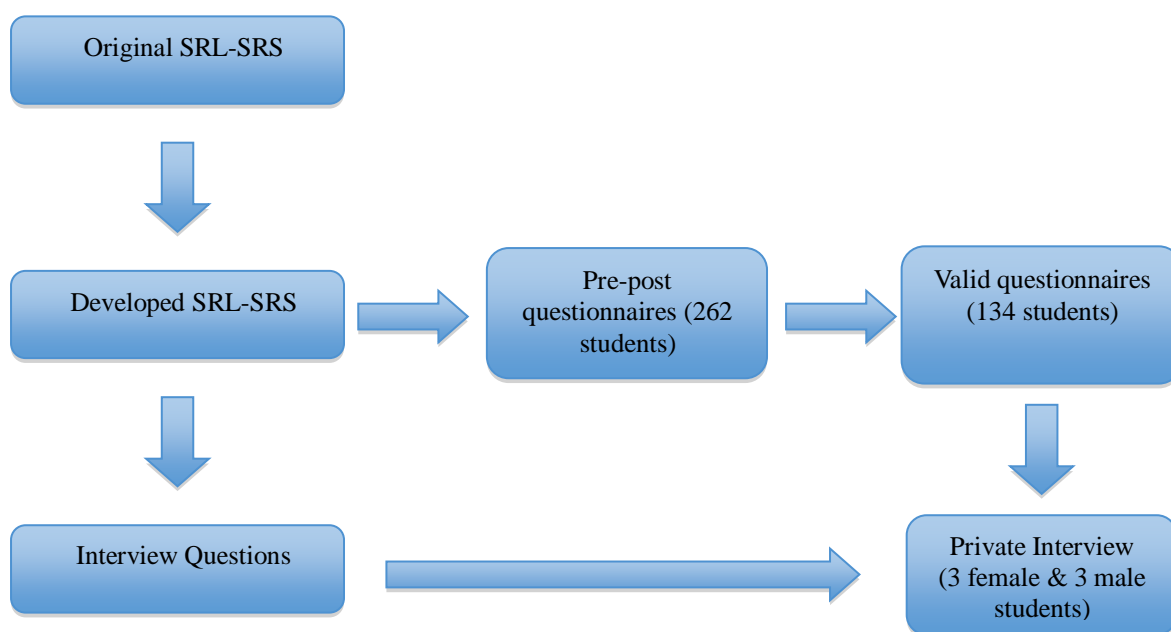 Original SRL-SRS
Developed SRL-SRS
Pre-post
questionnaires (262
students)
Valid questionnaires
(134 students)
Interview Questions
Private Interview
(3 female & 3 male
students)